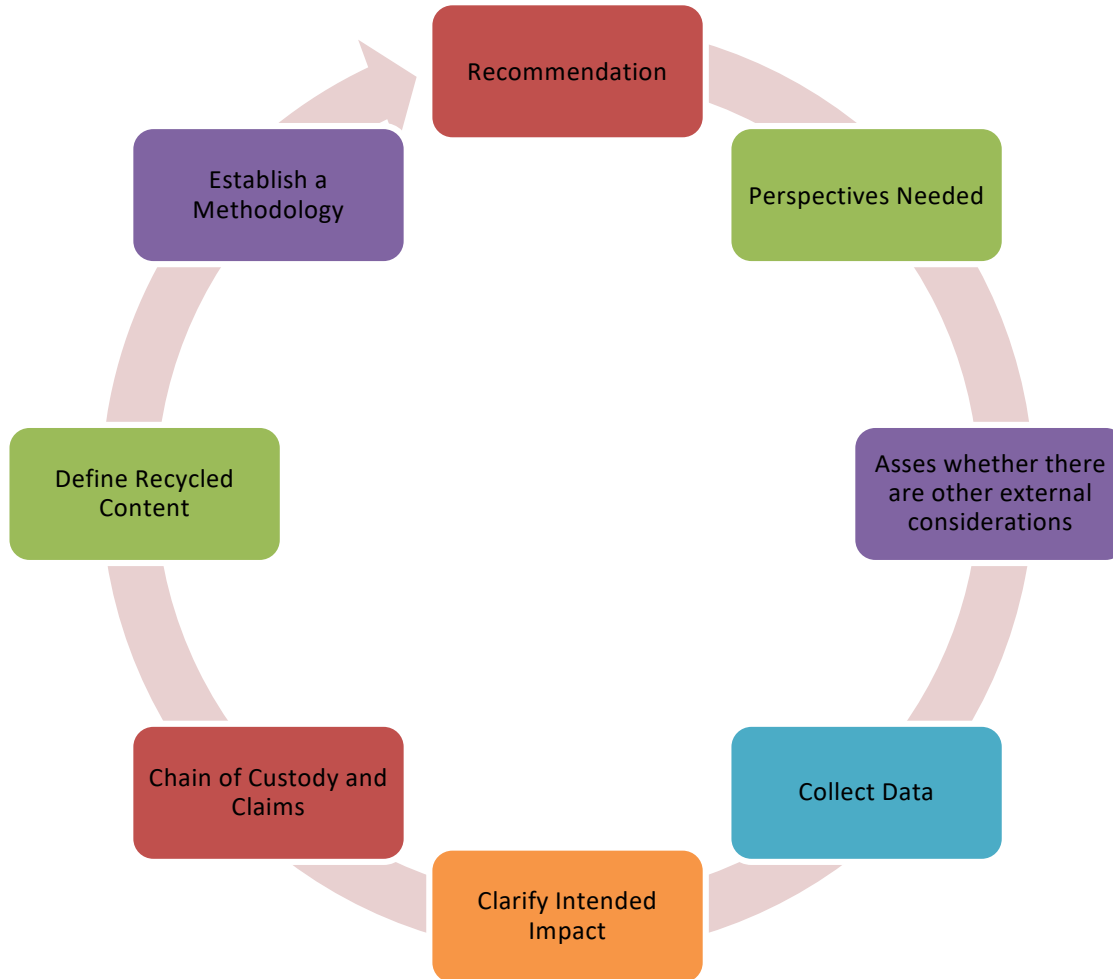 Recommendation
Perspectives Needed
Asses whether there
are other external
considerations
Collect Data
Clarify Intended
Impact
Chain of Custody and
Claims
Define Recycled
Content
Establish a
Methodology